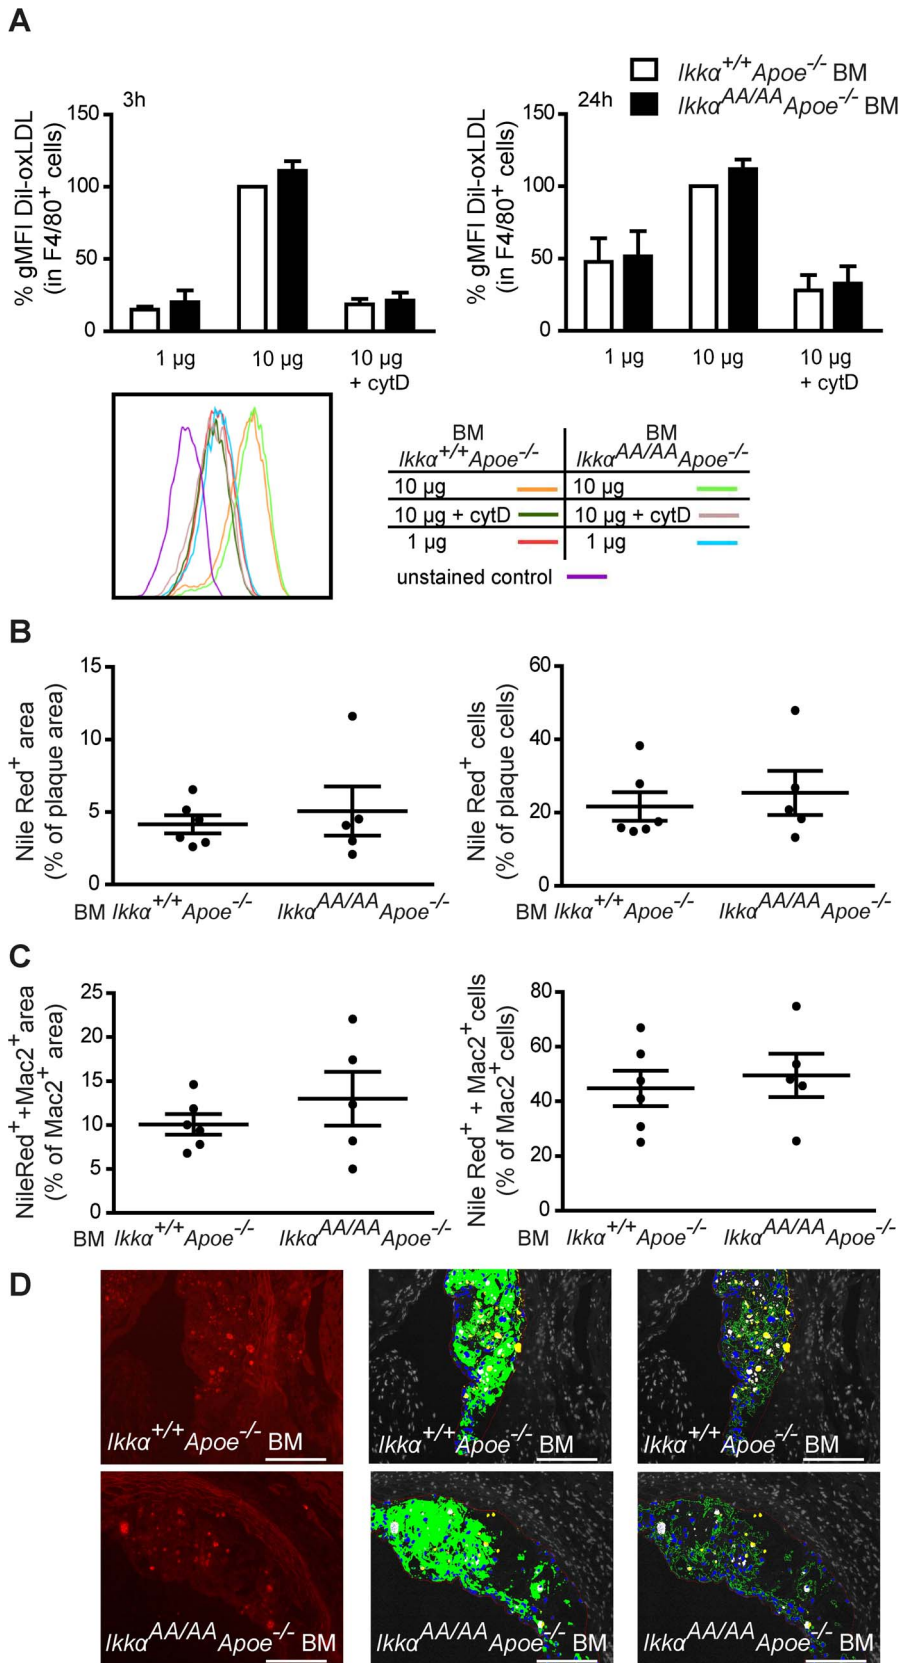 A
Ikkα+/+Apoe-/- BM
IkkαAA/AAApoe-/- BM
3h
% gMFI Dil-oxLDL
(in F4/80+ cells)
150
100
50
0
1 µg
10 µg
10 µg
+ cytD
24h
% gMFI Dil-oxLDL
(in F4/80+ cells)
150
100
50
0
1 µg
10 µg
10 µg
+ cytD
BM
Ikkα+/+Apoe-/-
BM
IkkαAA/AAApoe-/-
10 µg
10 µg
10 µg + cytD
10 µg + cytD
1 µg
1 µg
unstained control
B
Nile Red+ area
(% of plaque area)
15
10
5
0
BM Ikkα+/+Apoe-/-
IkkαAA/AAApoe-/-
Nile Red+ cells
(% of plaque cells)
60
40
20
0
BM Ikkα+/+Apoe-/-
IkkαAA/AAApoe-/-
C
NileRed++Mac2+area
(% of Mac2+ area)
25
20
15
10
5
0
BM Ikkα+/+Apoe-/-
IkkαAA/AAApoe-/-
Nile Red+ + Mac2+cells
(% of Mac2+cells)
80
60
40
20
0
BM Ikkα+/+Apoe-/-
IkkαAA/AAApoe-/-
D
Ikkα+/+Apoe-/- BM
Ikkα+/+Apoe-/- BM
Ikkα+/+Apoe-/- BM
IkkαAA/AAApoe-/- BM
IkkαAA/AAApoe-/- BM
IkkαAA/AAApoe-/- BM